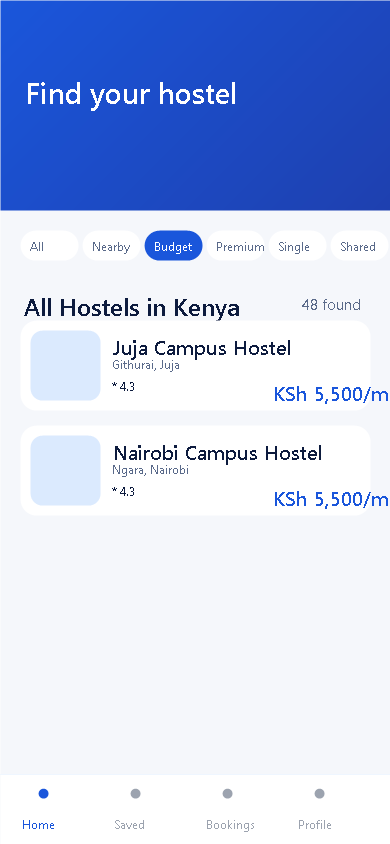 Find your hostel
All Nearby Budget Premium Single Shared
All Hostels in Kenya 48 found
Juja Campus Hostel
Githurai, Juja
* 4.3
KSh 5,500/m
Nairobi Campus Hostel
Ngara, Nairobi
* 4.3
KSh 5,500/m
Home Saved Bookings Profile